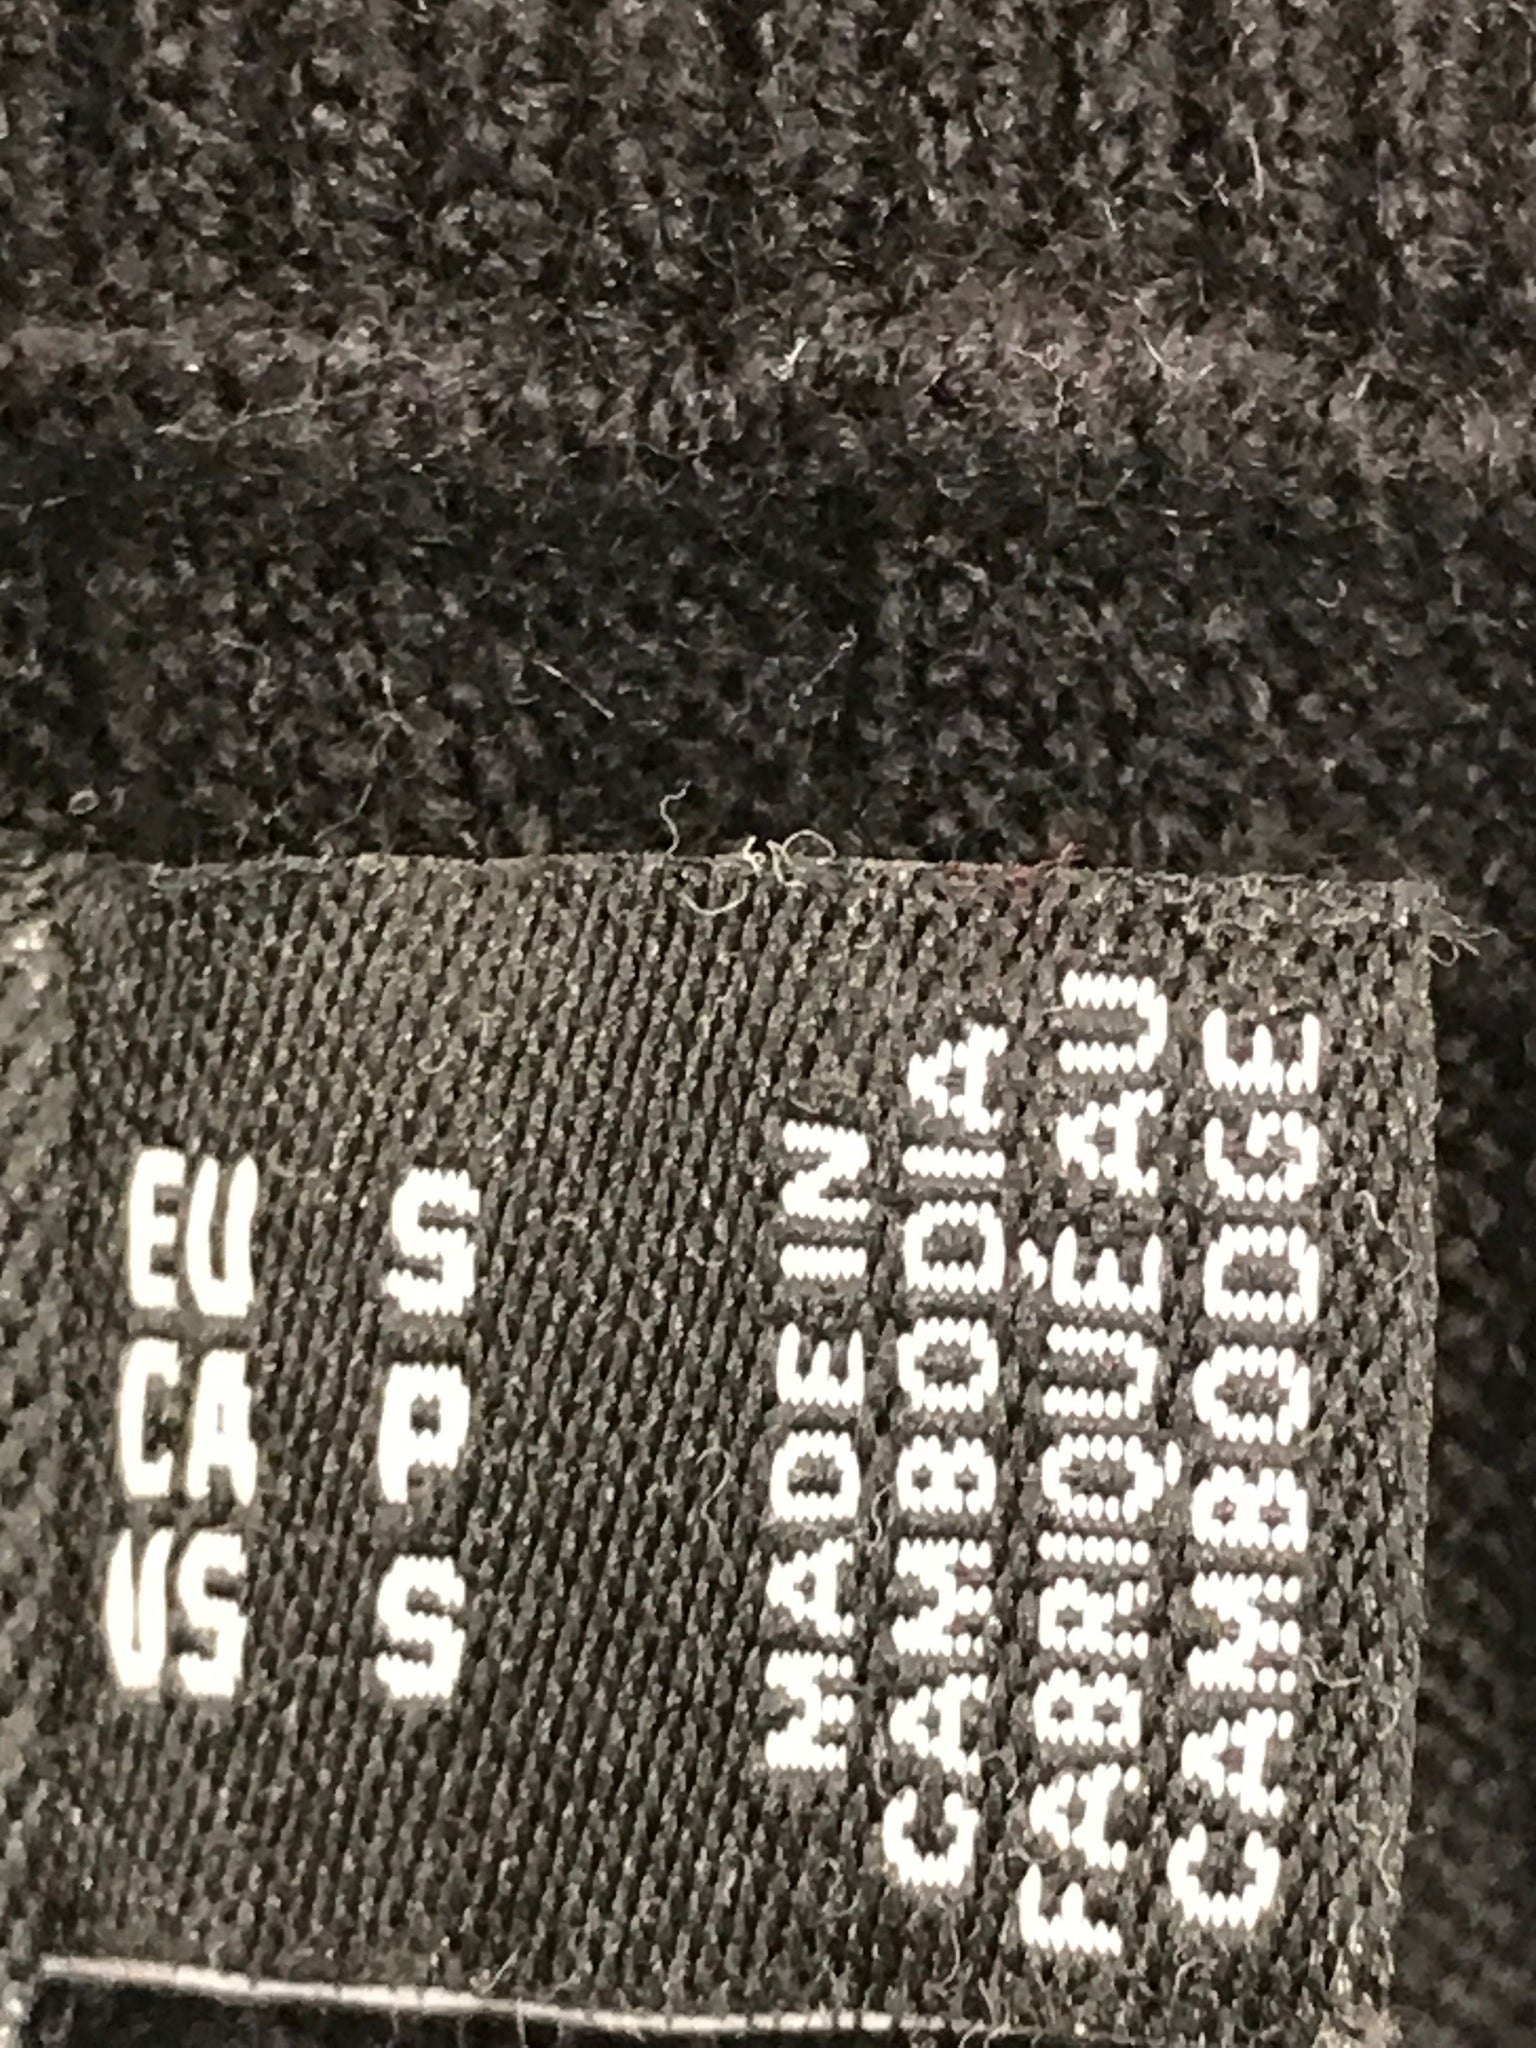 EU S
CA P
US S
MADE IN
CAMBODIA
FABRIQUÉ AU
CAMBODGE